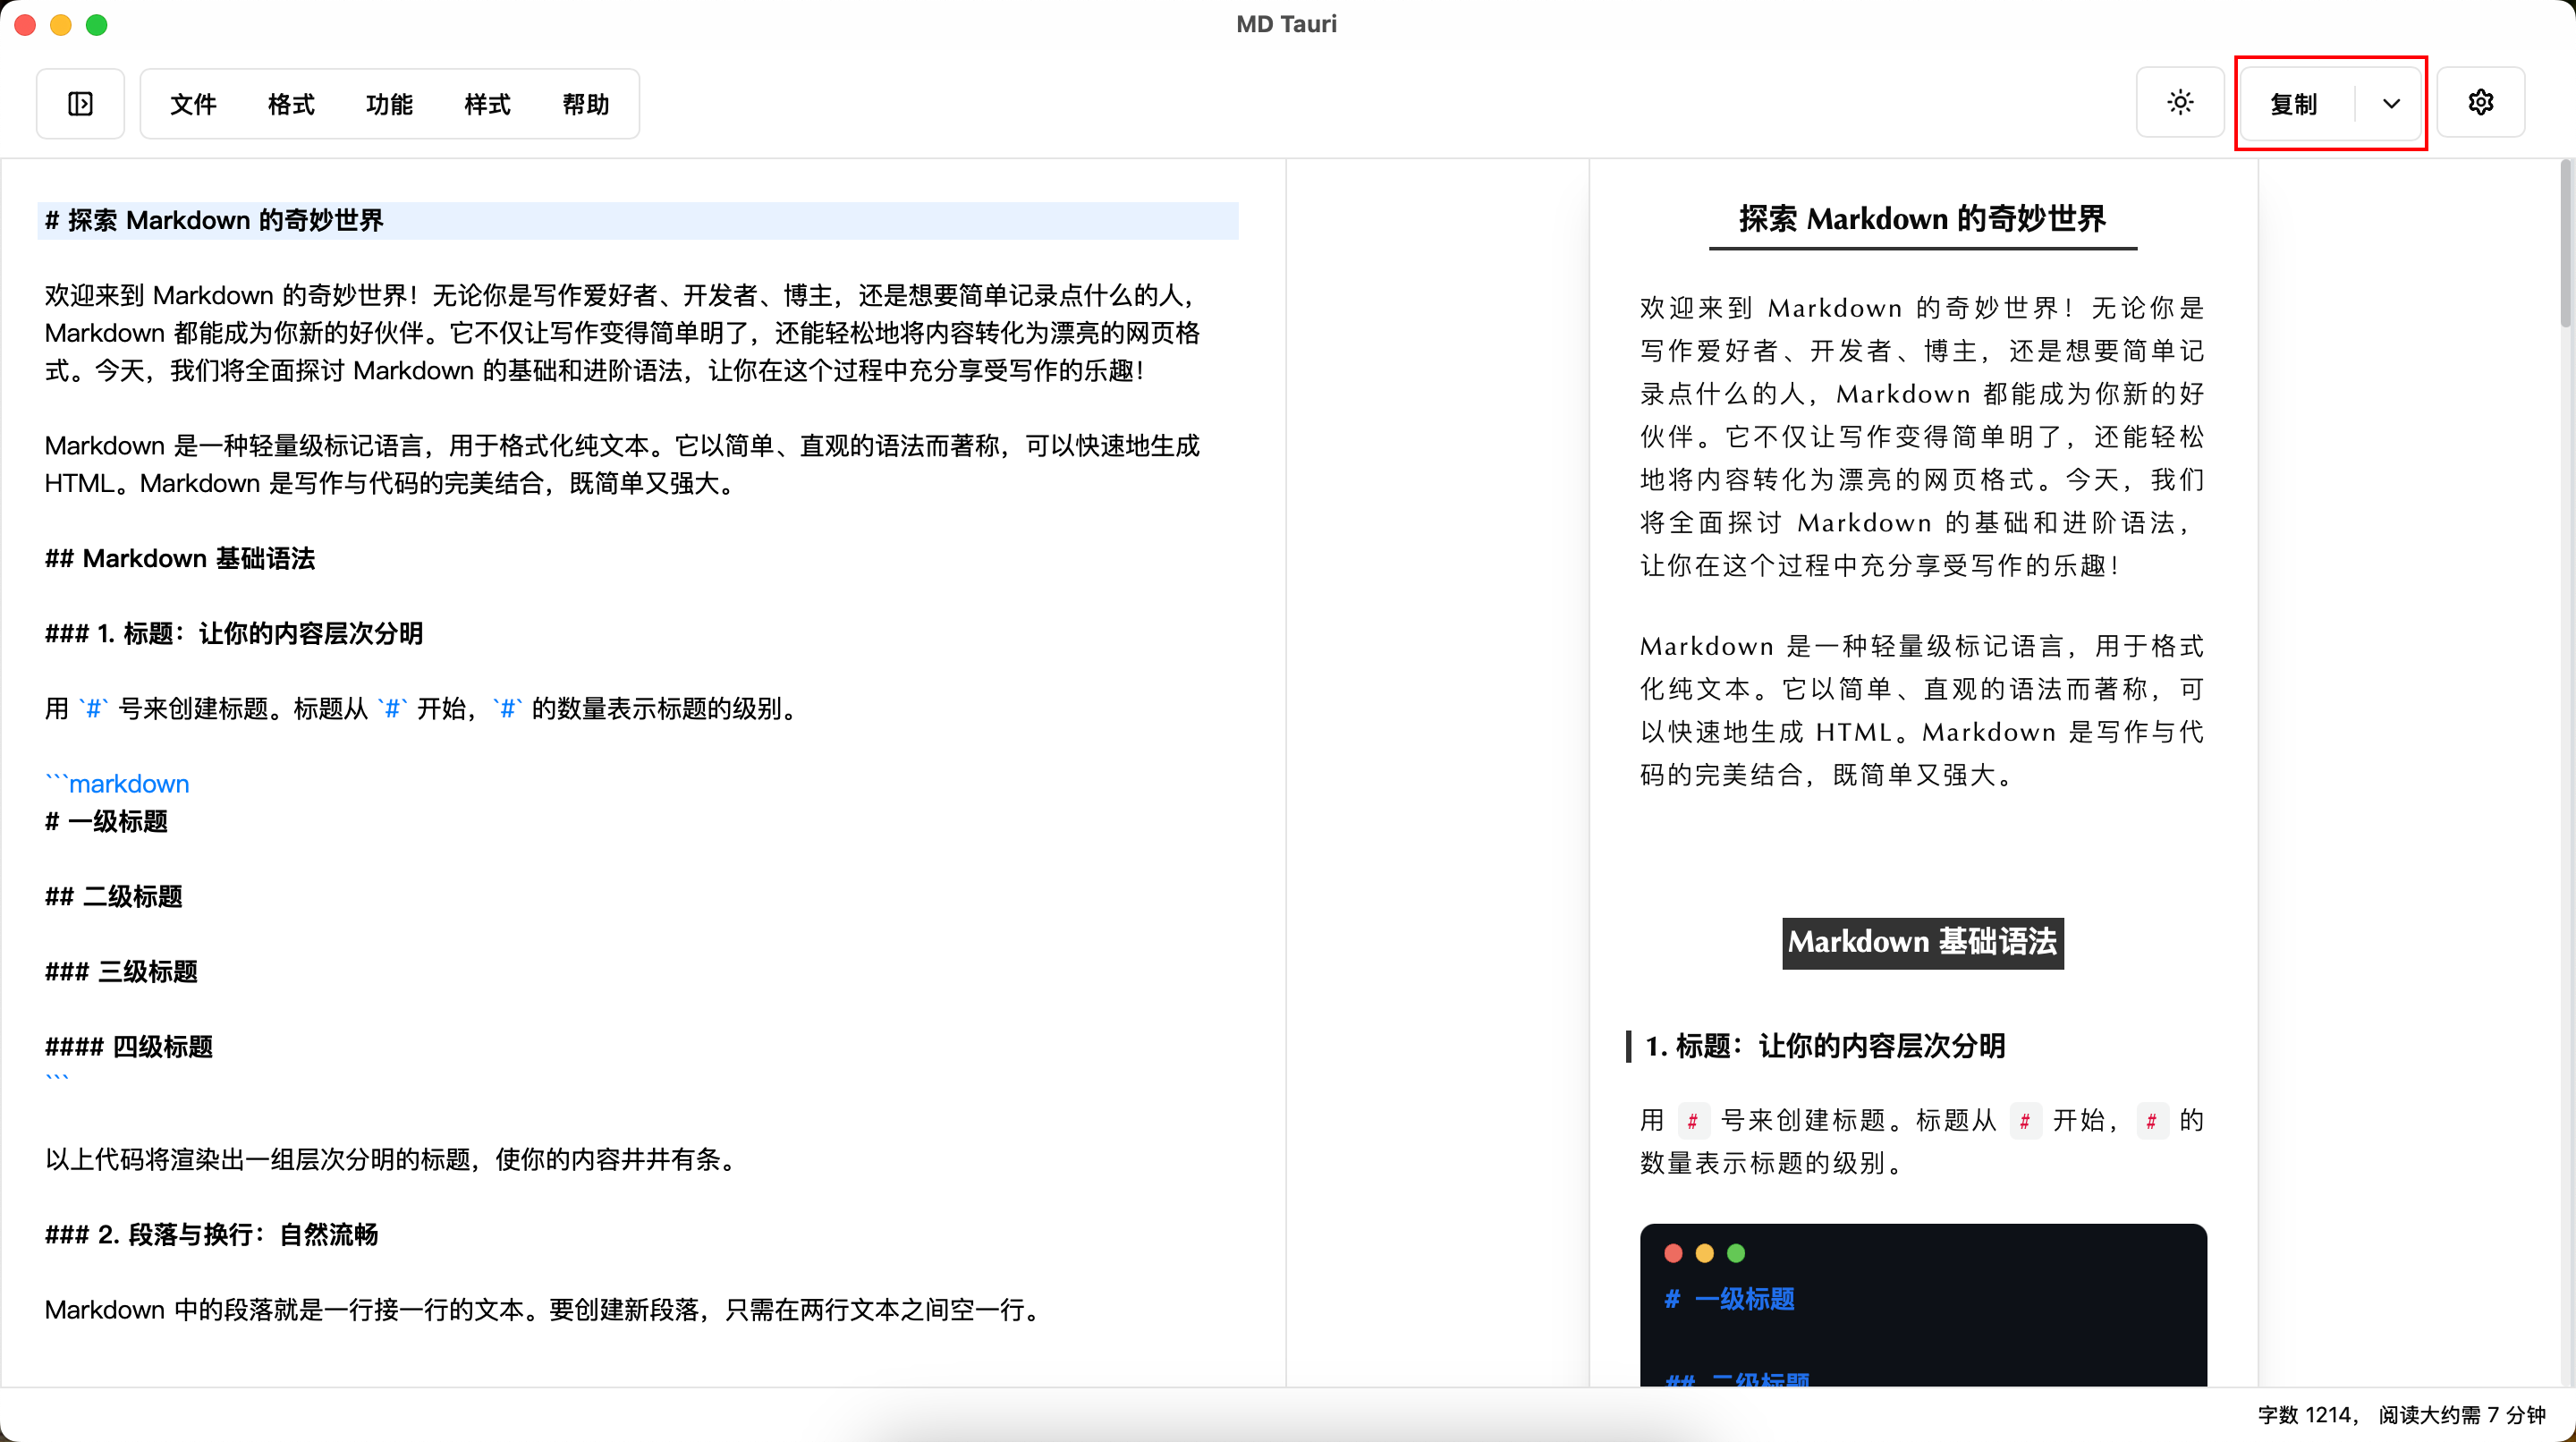 MD Tauri
文件 格式 功能 样式 帮助
复制
# 探索 Markdown 的奇妙世界
欢迎来到 Markdown 的奇妙世界！无论你是写作爱好者、开发者、博主，还是想要简单记录点什么的人，
Markdown 都能成为你新的好伙伴。它不仅让写作变得简单明了，还能轻松地将内容转化为漂亮的网页格
式。今天，我们将全面探讨 Markdown 的基础和进阶语法，让你在这个过程中充分享受写作的乐趣！
Markdown 是一种轻量级标记语言，用于格式化纯文本。它以简单、直观的语法而著称，可以快速地生成
HTML。Markdown 是写作与代码的完美结合，既简单又强大。
## Markdown 基础语法
### 1. 标题：让你的内容层次分明
用 `#` 号来创建标题。标题从 `#` 开始，`#` 的数量表示标题的级别。
```markdown
# 一级标题
## 二级标题
### 三级标题
#### 四级标题
```
以上代码将渲染出一组层次分明的标题，使你的内容井井有条。
### 2. 段落与换行：自然流畅
Markdown 中的段落就是一行接一行的文本。要创建新段落，只需在两行文本之间空一行。
探索 Markdown 的奇妙世界
欢迎来到 Markdown 的奇妙世界！无论你是
写作爱好者、开发者、博主，还是想要简单记
录点什么的人，Markdown 都能成为你新的好
伙伴。它不仅让写作变得简单明了，还能轻松
地将内容转化为漂亮的网页格式。今天，我们
将全面探讨 Markdown 的基础和进阶语法，
让你在这个过程中充分享受写作的乐趣！
Markdown 是一种轻量级标记语言，用于格式
化纯文本。它以简单、直观的语法而著称，可
以快速地生成 HTML。Markdown 是写作与代
码的完美结合，既简单又强大。
Markdown 基础语法
1. 标题：让你的内容层次分明
用 # 号来创建标题。标题从 # 开始，# 的
数量表示标题的级别。
# 一级标题
## 二级标题
字数 1214， 阅读大约需 7 分钟